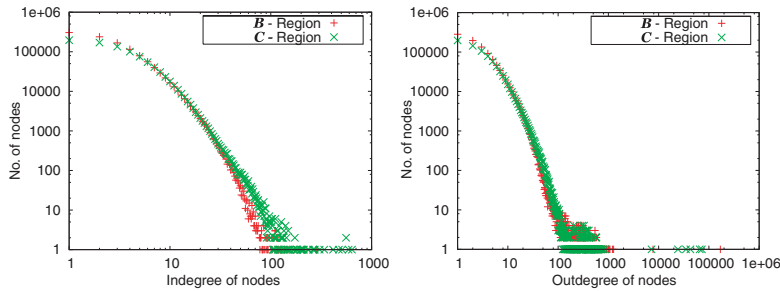 1e+06
100000
10000
1000
100
10
1
1
10
100
1000
No. of nodes
Indegree of nodes
B - Region
C - Region
1e+06
100000
10000
1000
100
10
1
1
10
100
1000
10000
100000
1e+06
No. of nodes
Outdegree of nodes
B - Region
C - Region